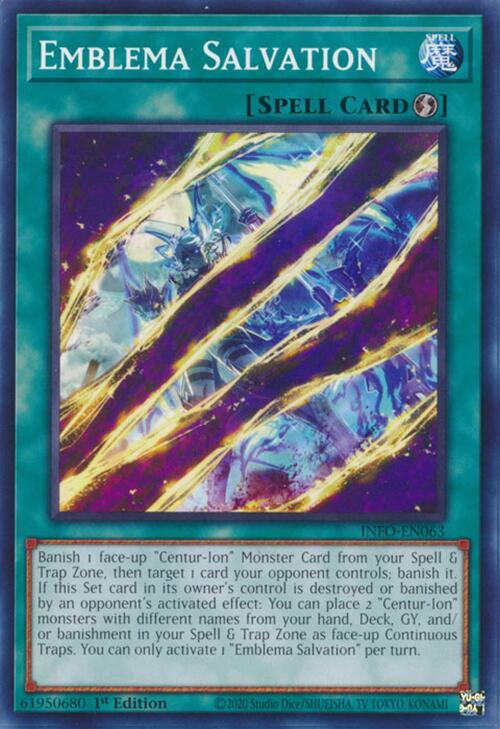 EMBLEMA SALVATION
SPELL
魔
[SPELL CARD]
INFO-EN063
Banish 1 face-up "Centur-Ion" Monster Card from your Spell &
Trap Zone, then target 1 card your opponent controls; banish it.
If this Set card in its owner's control is destroyed or banished
by an opponent's activated effect: You can place 2 "Centur-Ion"
monsters with different names from your hand, Deck, GY, and/
or banishment in your Spell & Trap Zone as face-up Continuous
Traps. You can only activate 1 "Emblema Salvation" per turn.
61950680 1st Edition ©2020 Studio Dice/SHUEISHA, TV TOKYO, KONAMI